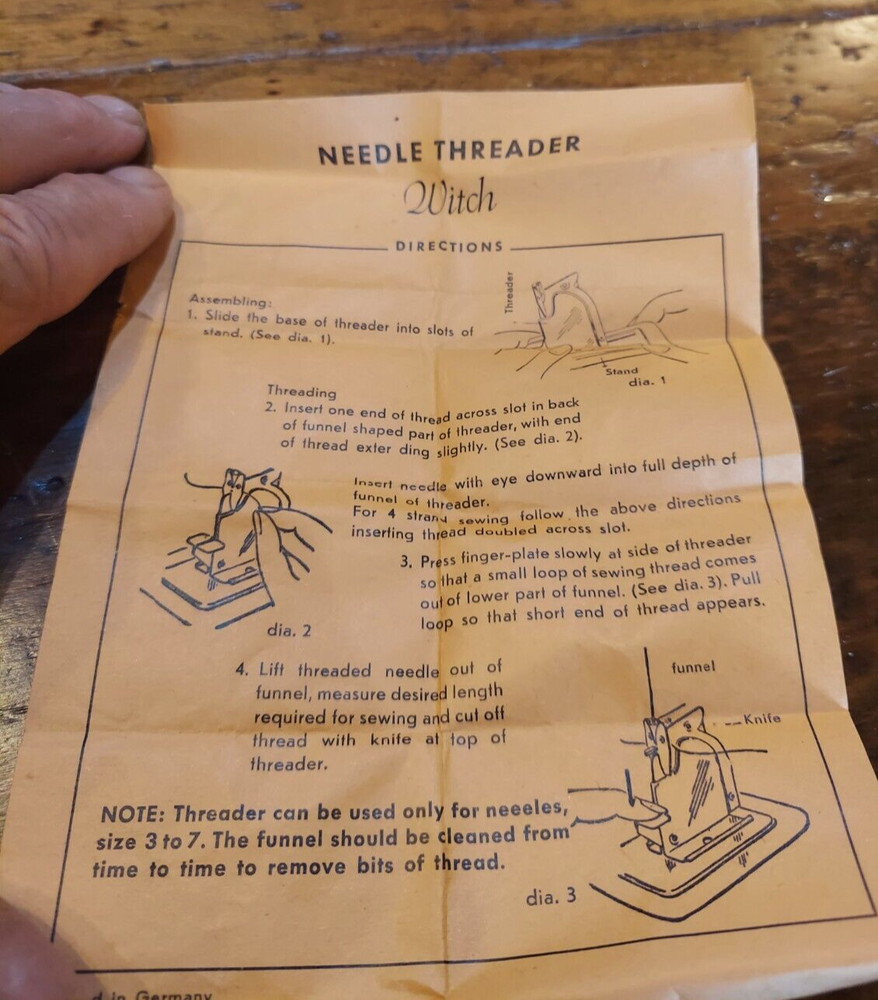 NEEDLE THREADER
Witch
DIRECTIONS
Assembling:
1. Slide the base of threader into slots of
stand. (See dia. 1).
Threader
Stand
dia. 1
Threading
2. Insert one end of thread across slot in back
of funnel shaped part of threader, with end
of thread exter ding slightly. (See dia. 2).
Insert needle with eye downward into full depth of
funnel of threader.
For 4 strand sewing follow the above directions
inserting thread doubled across slot.
dia. 2
3. Press finger-plate slowly at side of threader
so that a small loop of sewing thread comes
out of lower part of funnel. (See dia. 3). Pull
loop so that short end of thread appears.
4. Lift threaded needle out of
funnel, measure desired length
required for sewing and cut off
thread with knife at top of
threader.
funnel
Knife
NOTE: Threader can be used only for neeeles,
size 3 to 7. The funnel should be cleaned from
time to time to remove bits of thread.
dia. 3
d in Germany